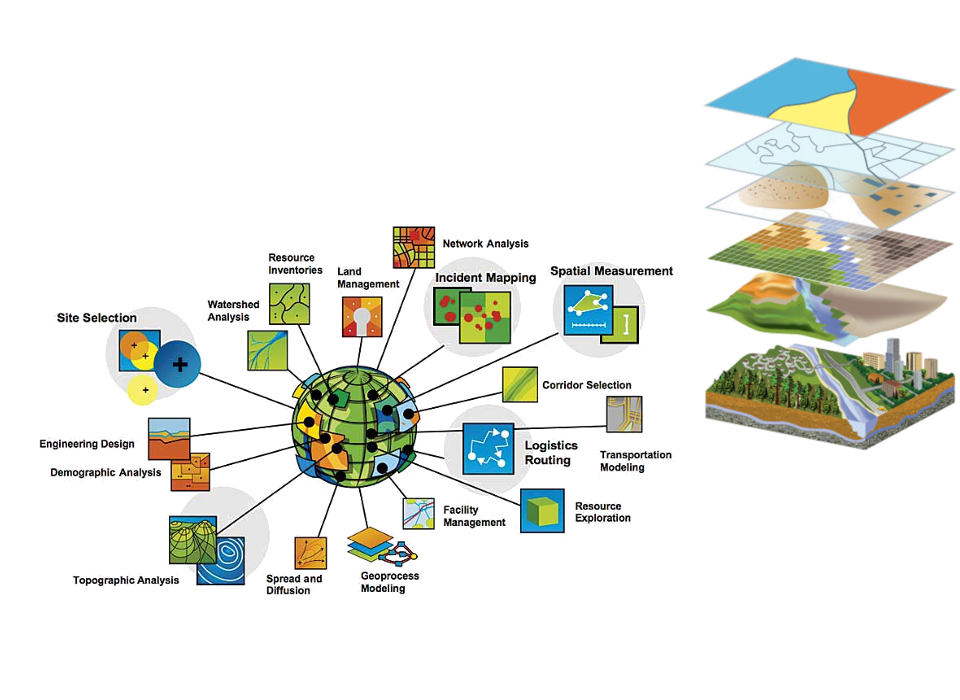 Network Analysis
Resource
Inventories
Land
Management
Incident Mapping
Spatial Measurement
Watershed
Analysis
Site Selection
Corridor Selection
Engineering Design
Demographic Analysis
Logistics
Routing
Transportation
Modeling
Facility
Management
Resource
Exploration
Topographic Analysis
Spread and
Diffusion
Geoprocess
Modeling